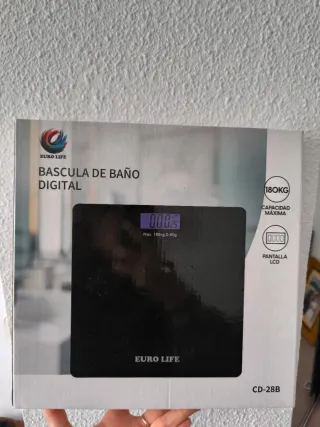 EURO LIFE
BASCULA DE BAÑO
DIGITAL
180KG
CAPACIDAD
MÁXIMA
PANTALLA
LCD
EURO LIFE
CD-28B